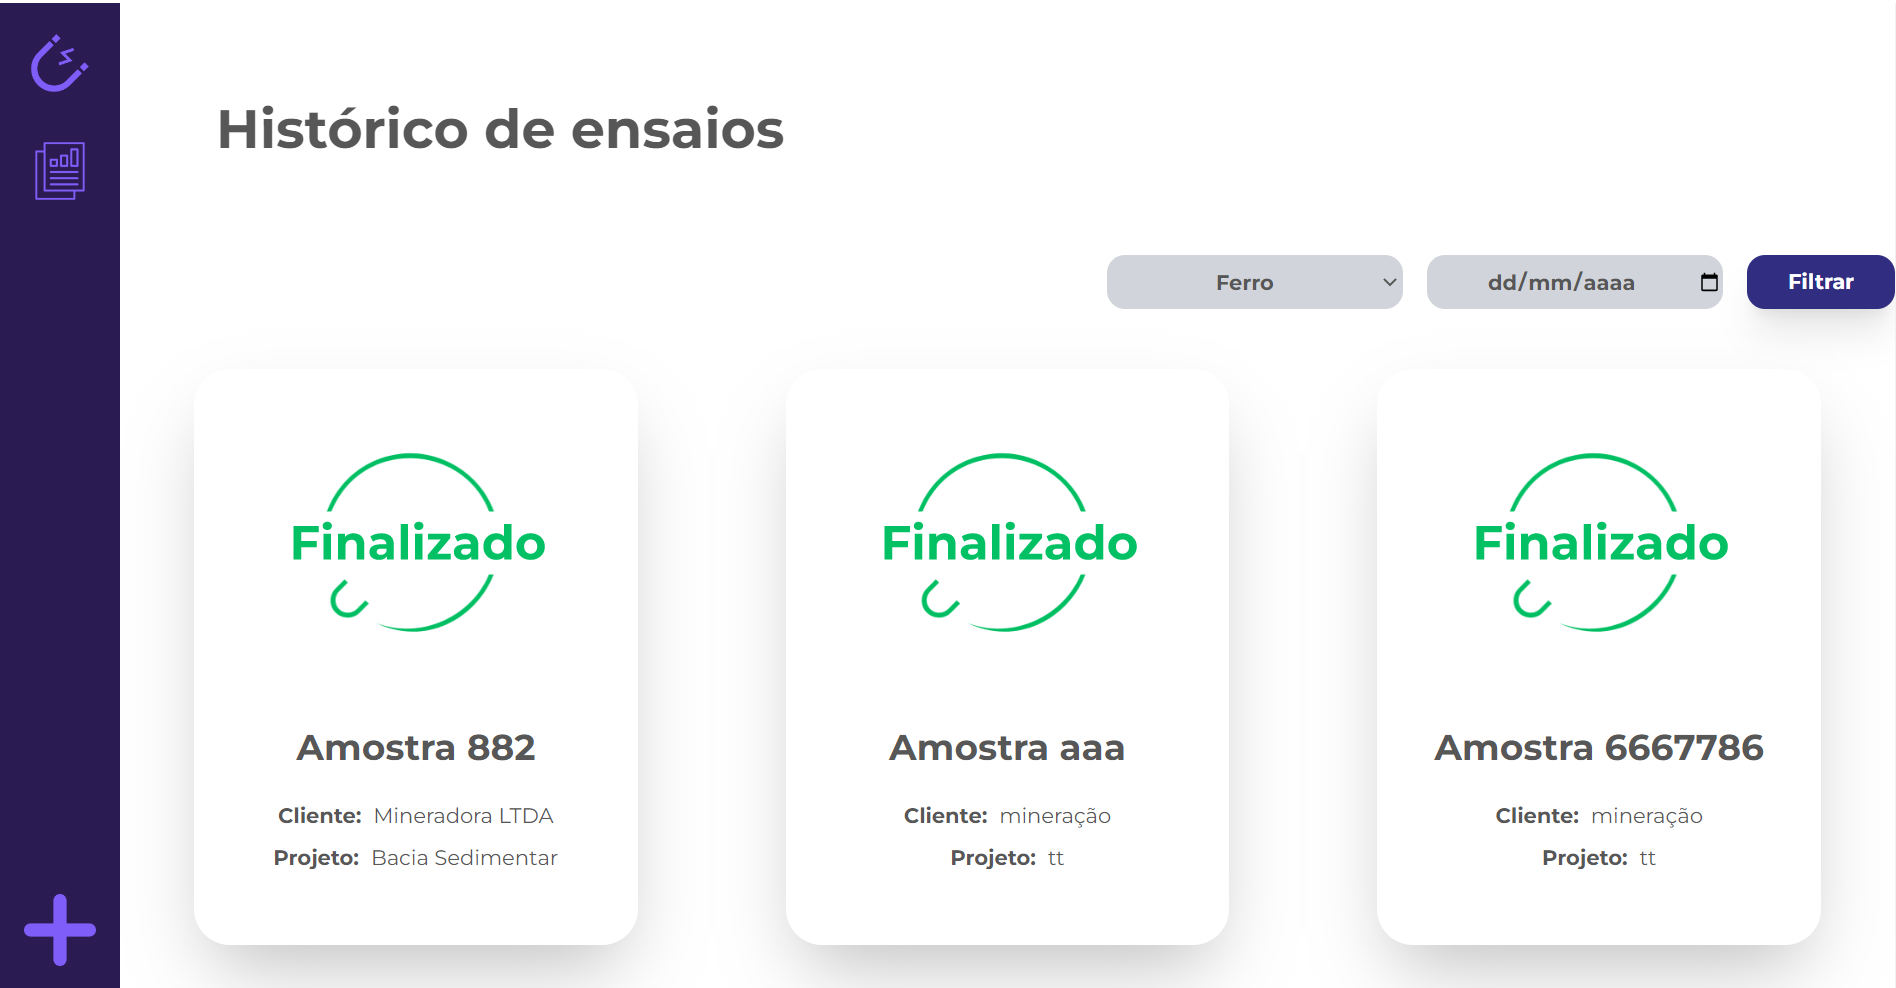 Histórico de ensaios
Ferro
dd/mm/aaaa
Filtrar
Finalizado
Amostra 882
Cliente: Mineradora LTDA
Projeto: Bacia Sedimentar
Finalizado
Amostra aaa
Cliente: mineração
Projeto: tt
Finalizado
Amostra 6667786
Cliente: mineração
Projeto: tt